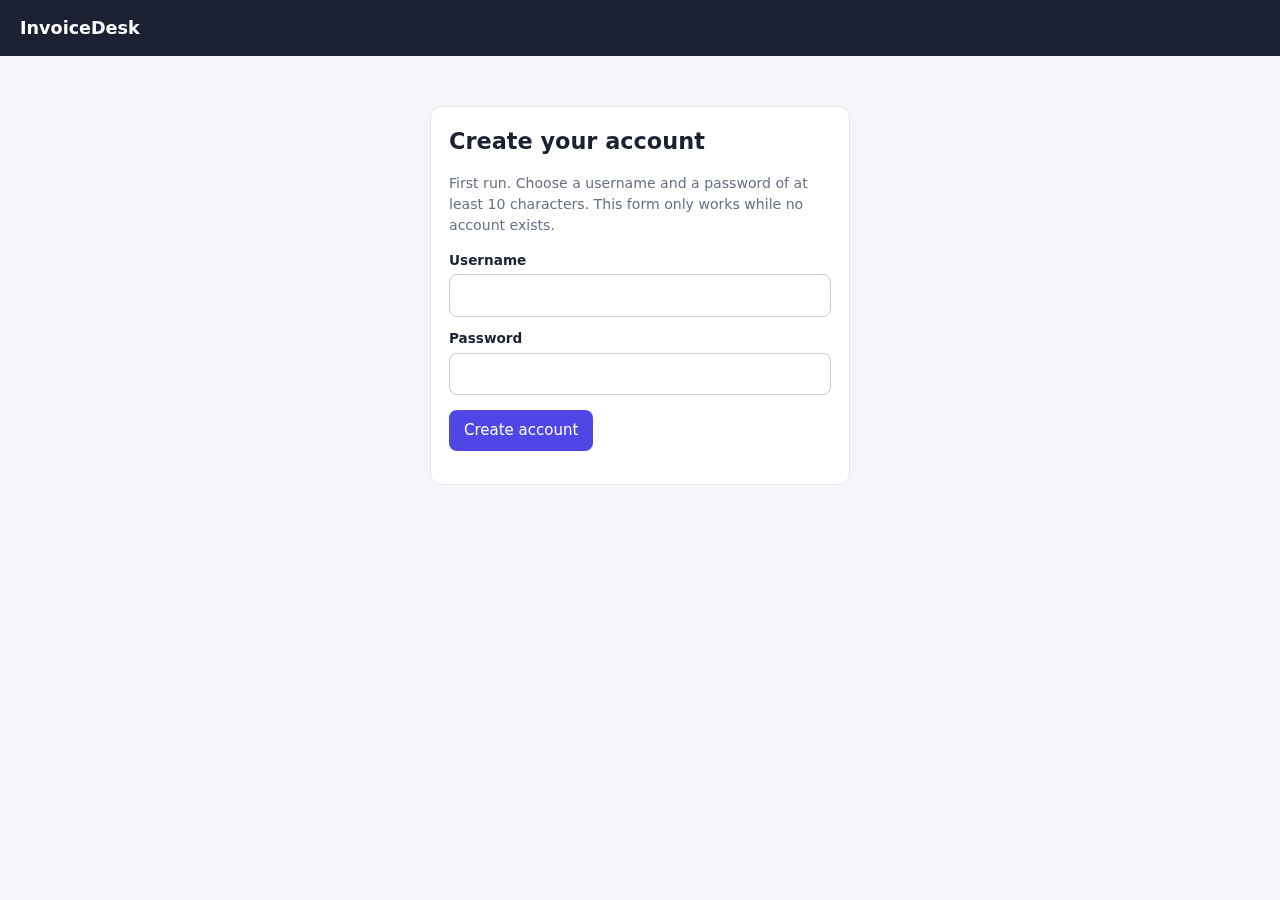 InvoiceDesk
Create your account
First run. Choose a username and a password of at
least 10 characters. This form only works while no
account exists.
Username
Password
Create account